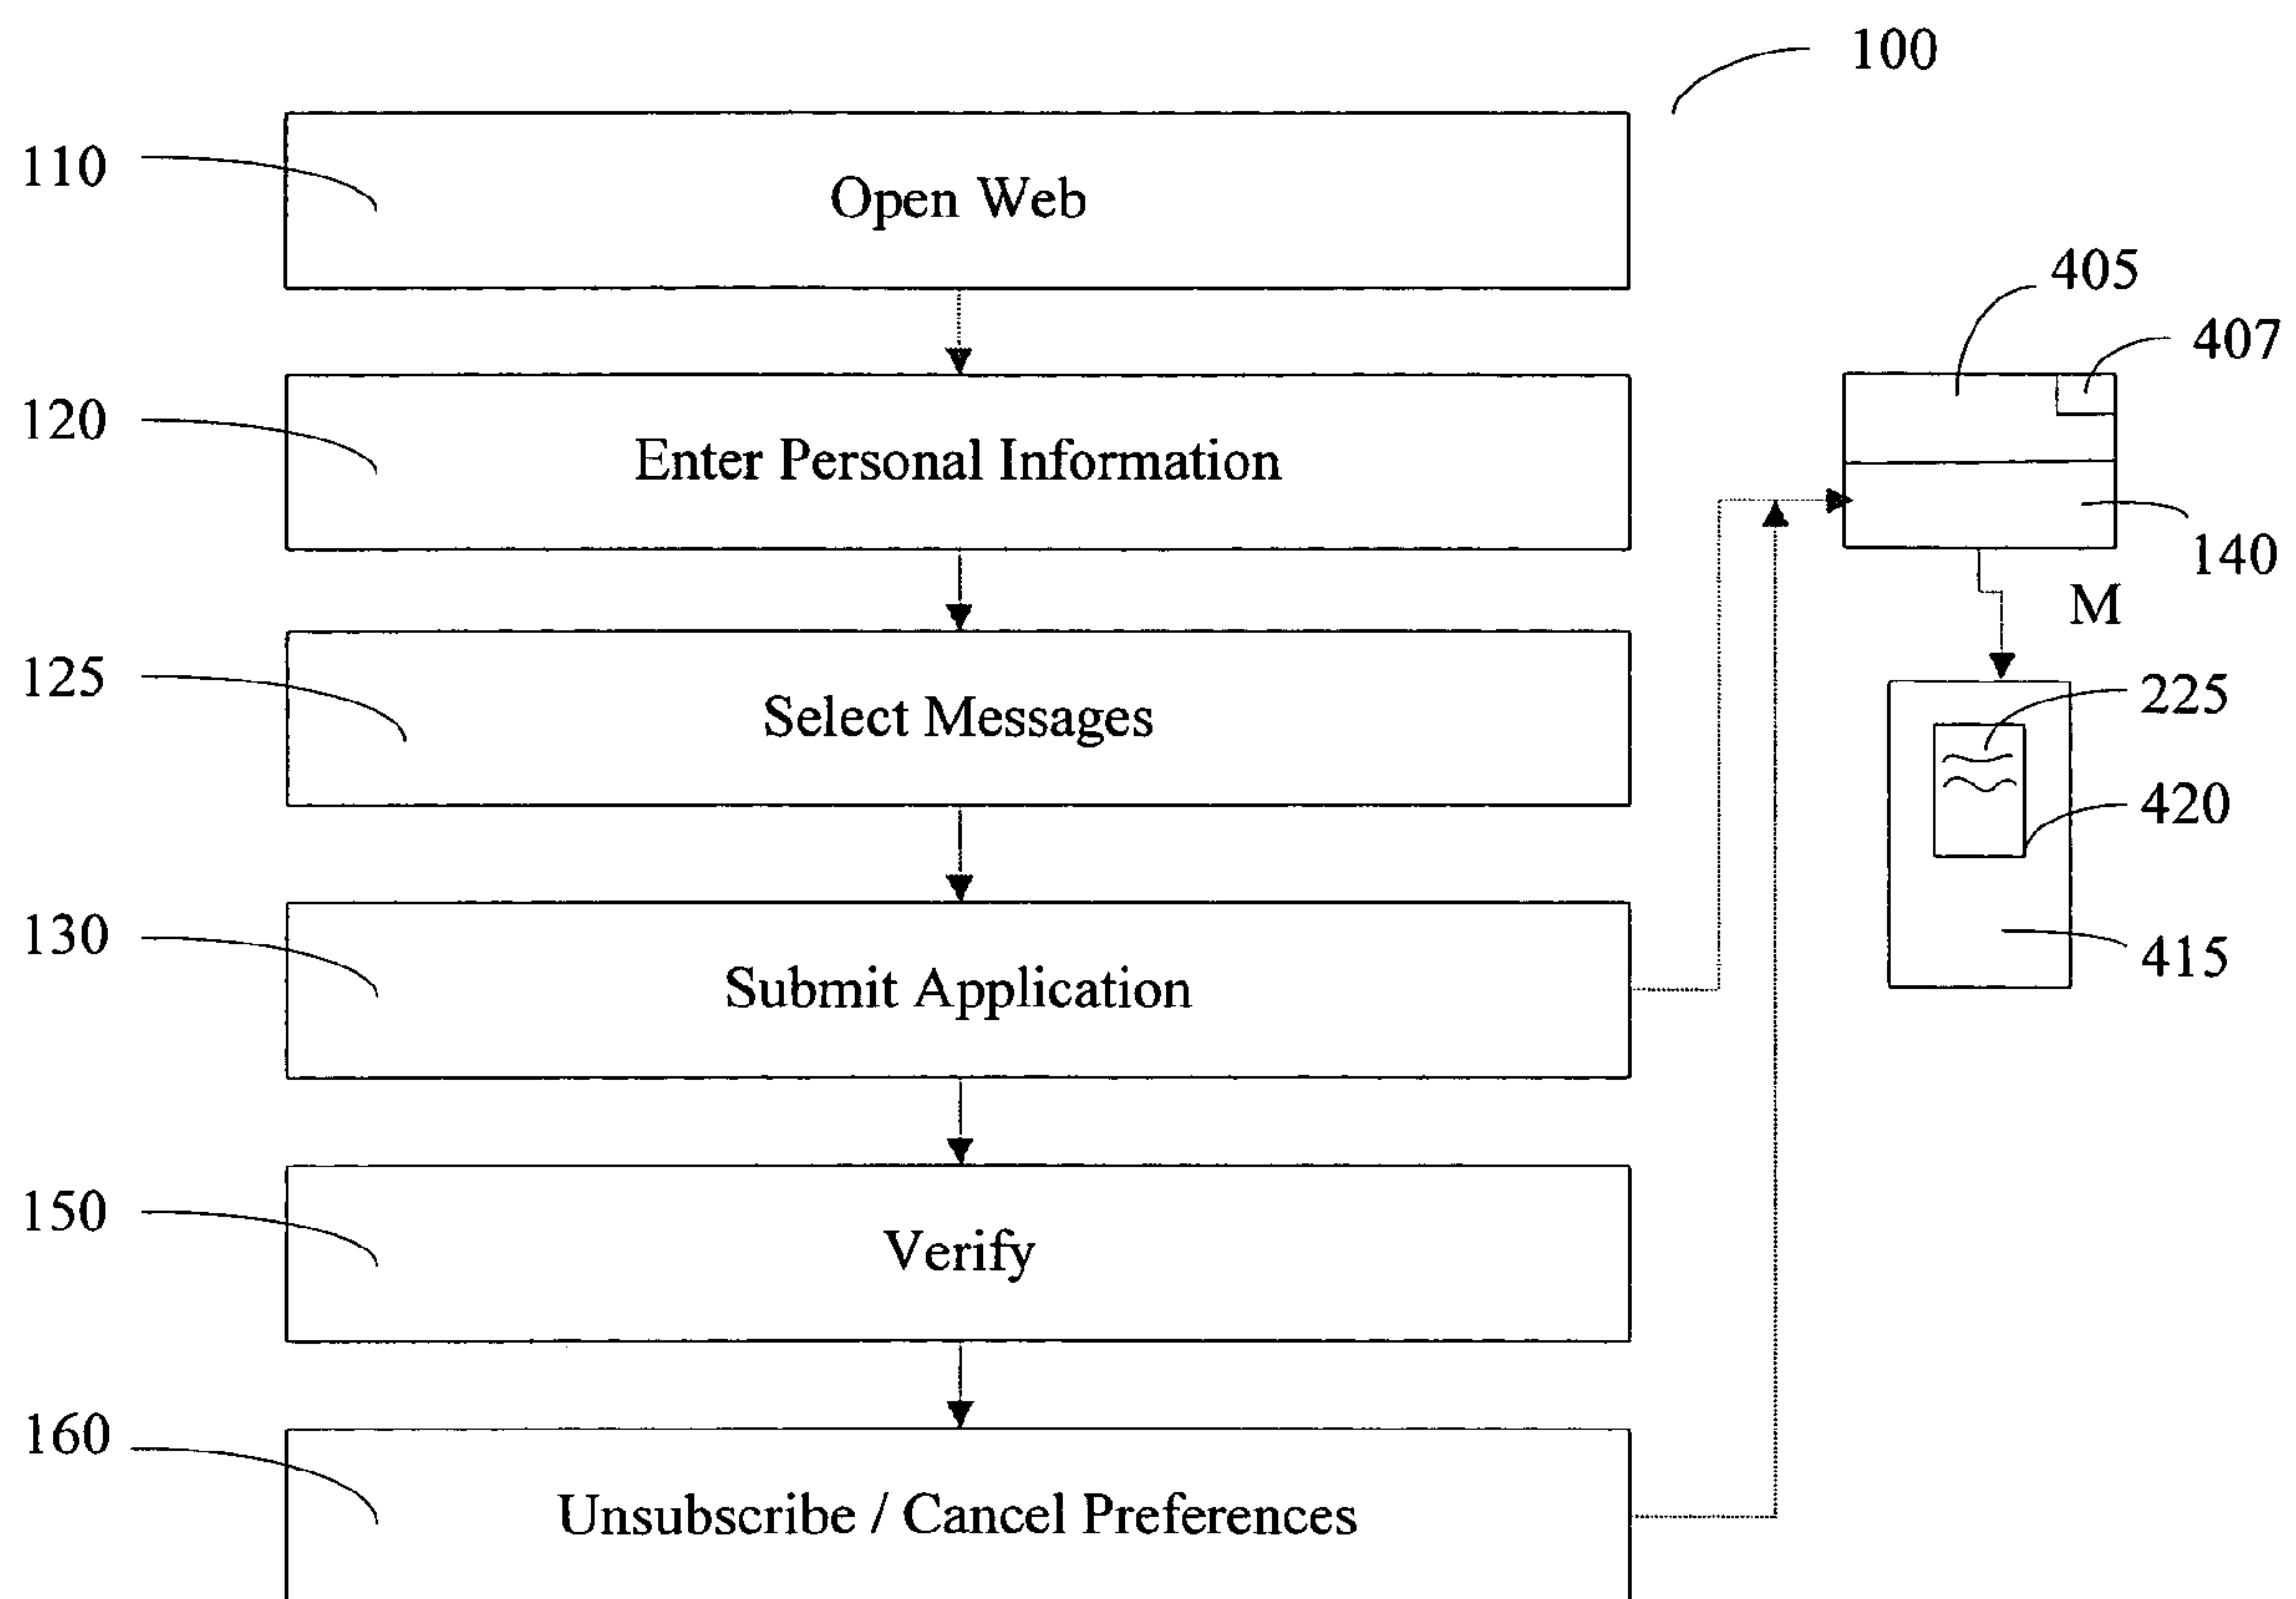 100
110
Open Web
405
407
120
Enter Personal Information
140
M
125
Select Messages
225
420
130
Submit Application
415
150
Verify
160
Unsubscribe / Cancel Preferences